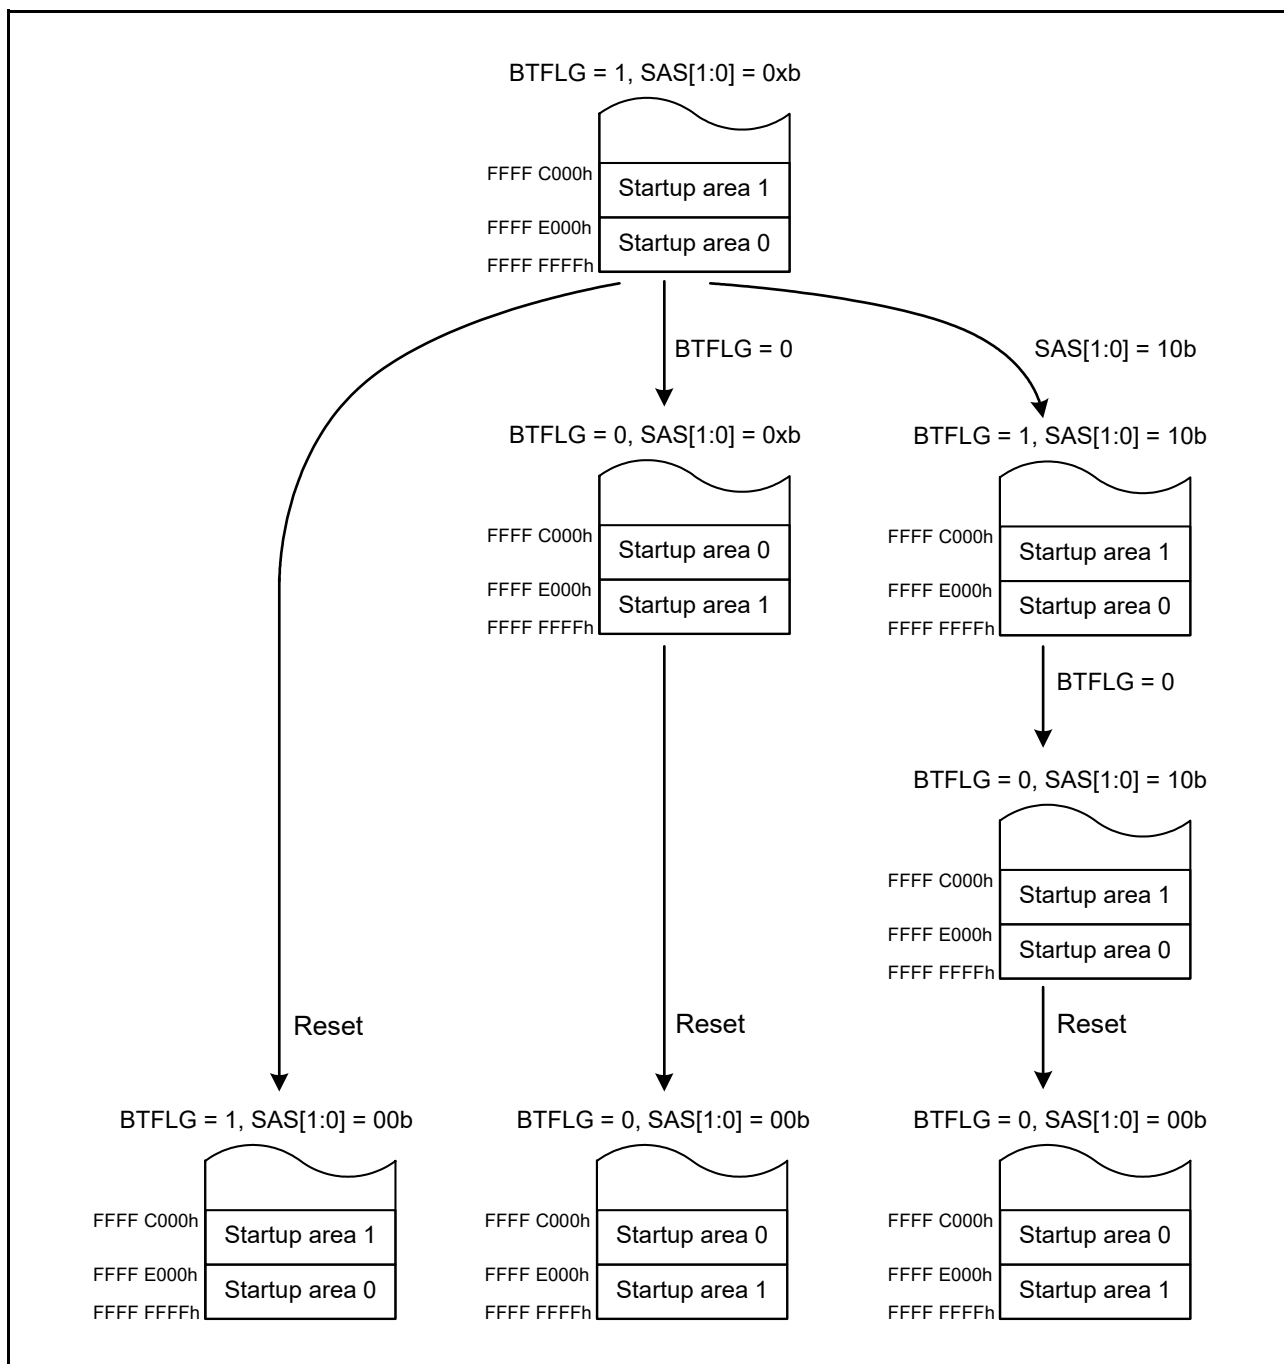 BTFLG = 1, SAS[1:0] = 0xb
FFFF C000h
Startup area 1
FFFF E000h
Startup area 0
FFFF FFFFh
BTFLG = 0
SAS[1:0] = 10b
BTFLG = 0, SAS[1:0] = 0xb
FFFF C000h
Startup area 0
FFFF E000h
Startup area 1
FFFF FFFFh
BTFLG = 1, SAS[1:0] = 10b
FFFF C000h
Startup area 1
FFFF E000h
Startup area 0
FFFF FFFFh
BTFLG = 0
BTFLG = 0, SAS[1:0] = 10b
FFFF C000h
Startup area 1
FFFF E000h
Startup area 0
FFFF FFFFh
Reset
Reset
Reset
BTFLG = 1, SAS[1:0] = 00b
FFFF C000h
Startup area 1
FFFF E000h
Startup area 0
FFFF FFFFh
BTFLG = 0, SAS[1:0] = 00b
FFFF C000h
Startup area 0
FFFF E000h
Startup area 1
FFFF FFFFh
BTFLG = 0, SAS[1:0] = 00b
FFFF C000h
Startup area 0
FFFF E000h
Startup area 1
FFFF FFFFh